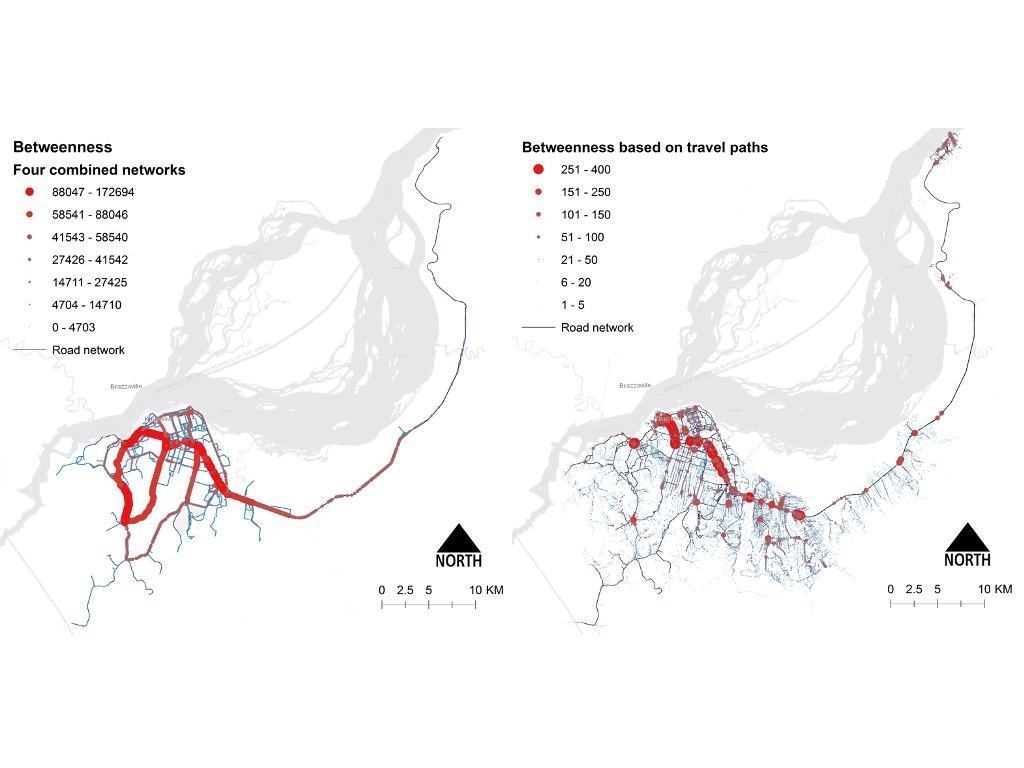 Betweenness
Four combined networks
88047 - 172694
58541 - 88046
41543 - 58540
27426 - 41542
14711 - 27425
4704 - 14710
0 - 4703
Road network
Brazzaville
NORTH
0 2.5 5 10 KM
Betweenness based on travel paths
251 - 400
151 - 250
101 - 150
51 - 100
21 - 50
6 - 20
1 - 5
Road network
Brazzaville
NORTH
0 2.5 5 10 KM